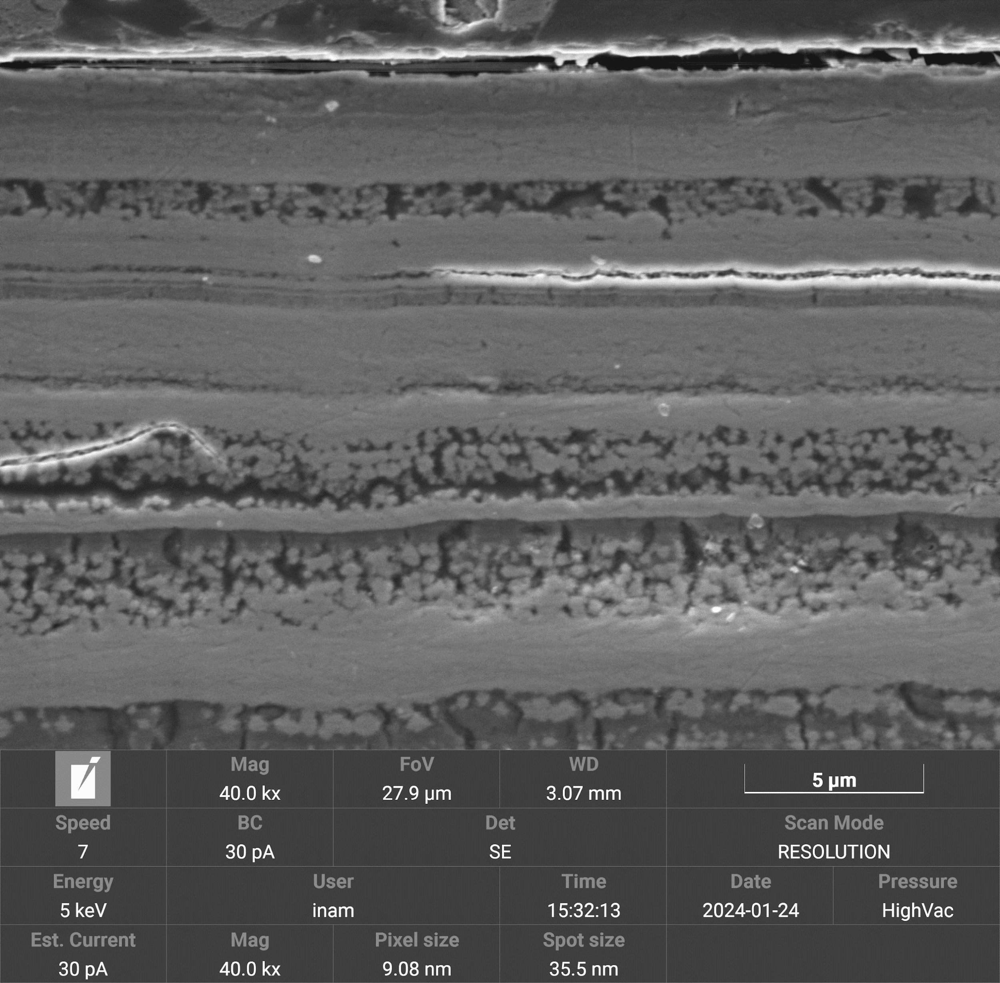 Mag FoV WD
40.0 kx 27.9 µm 3.07 mm 5 µm
Speed BC Det Scan Mode
7 30 pA SE RESOLUTION
Energy User Time Date Pressure
5 keV inam 15:32:13 2024-01-24 HighVac
Est. Current Mag Pixel size Spot size
30 pA 40.0 kx 9.08 nm 35.5 nm